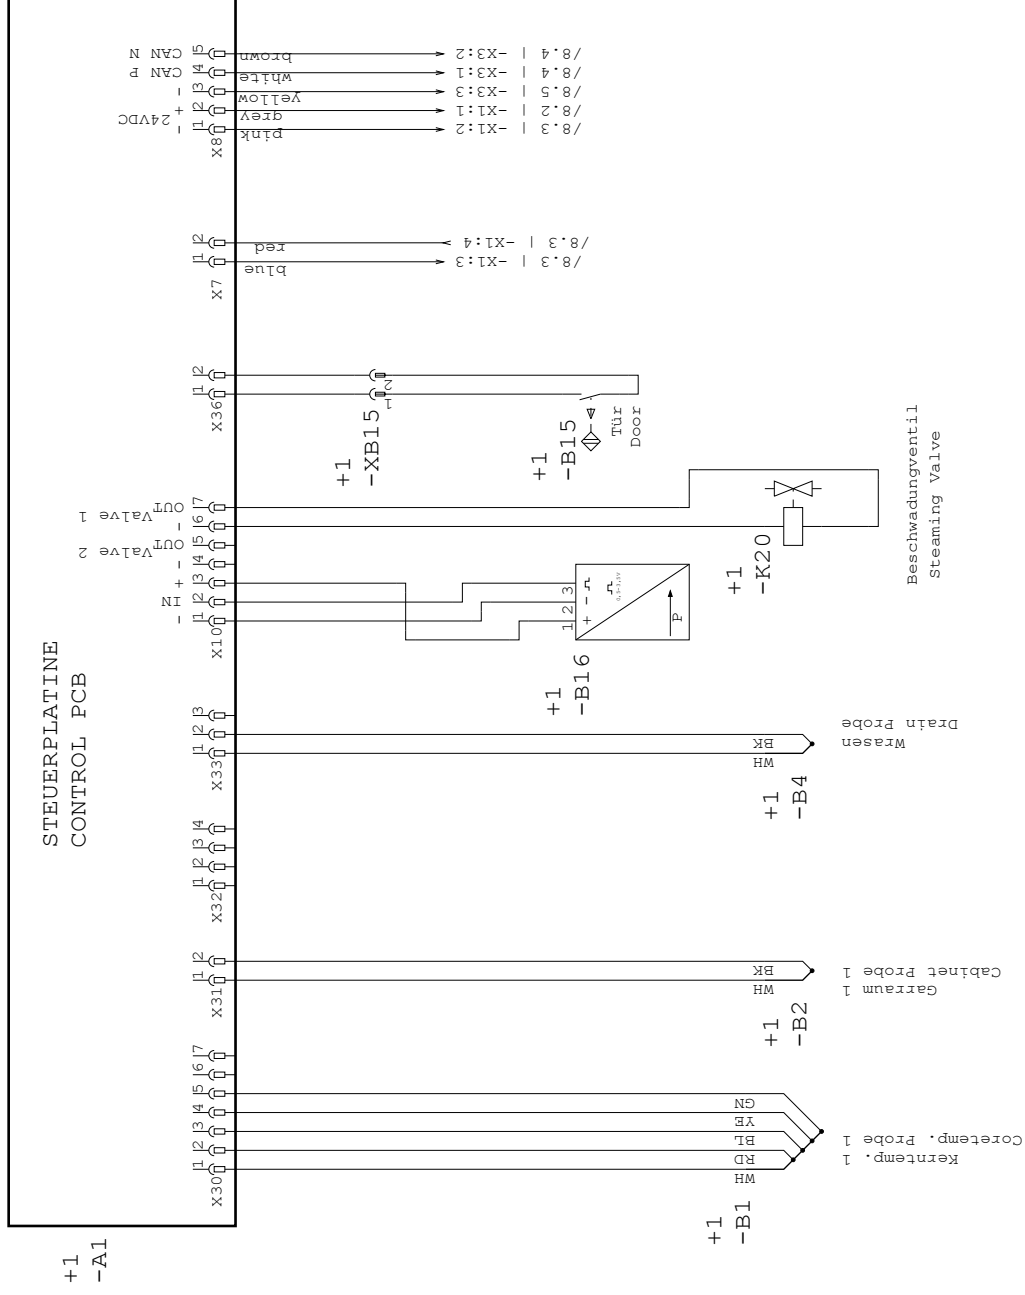 CAN N 5 brown /8.4 | -X3:2
CAN P 4 white /8.4 | -X3:1
- 3 yellow /8.5 | -X3:3
24VDC + 2 grey /8.2 | -X1:1
- 1 pink /8.3 | -X1:2
X8
2 red /8.3 | -X1:4
1 blue /8.3 | -X1:3
X7
2
1
X36
2
1
+1
-XB15
+1
-B15
Tür
Door
Valve 1 OUT 7
- 6
Valve 2 OUT 5
- 4
+ 3
IN 2
- 1
X10
+1
-K20
Beschwadungventil
Steaming Valve
1 2 3
+ -
0,5-3,5V
P
+1
-B16
STEUERPLATINE
CONTROL PCB
3
2
1
X33
BK
WH
+1
-B4
Wrasen
Drain Probe
4
3
2
1
X32
2
1
X31
BK
WH
+1
-B2
Garraum 1
Cabinet Probe 1
7
6
5
4
3
2
1
X30
GN
YE
BL
RD
WH
+1
-B1
Kerntemp. 1
Coretemp. Probe 1
+1
-A1